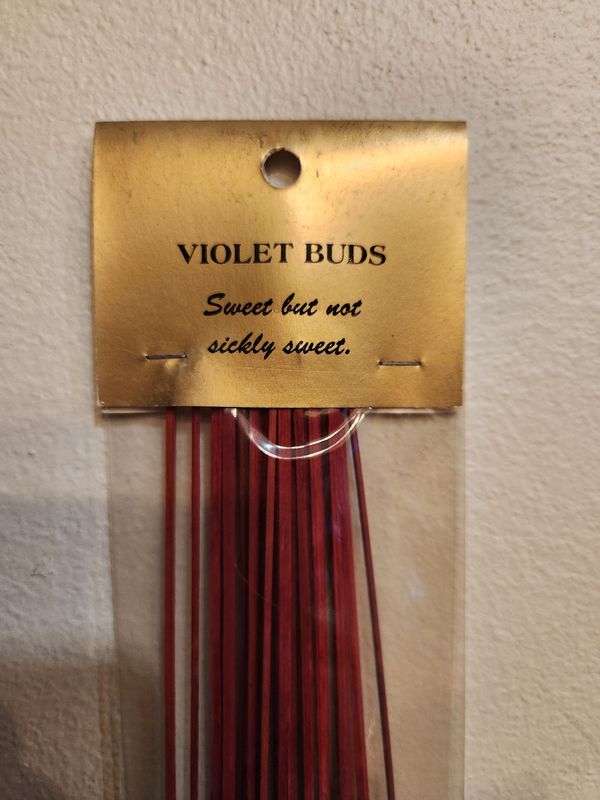 VIOLET BUDS
Sweet but not
sickly sweet.